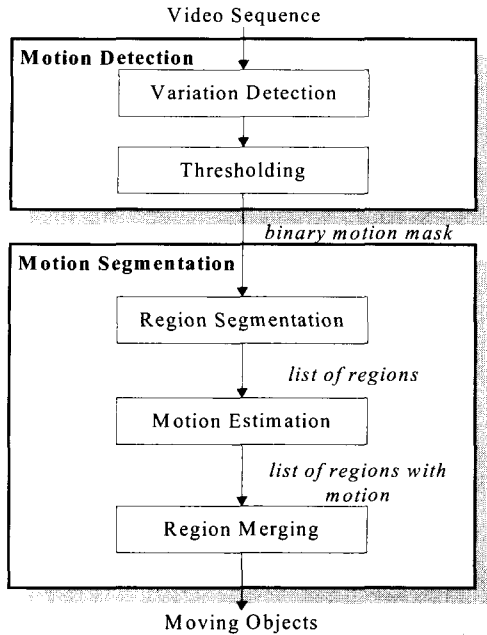 Video Sequence
Motion Detection
Variation Detection
Thresholding
binary motion mask
Motion Segmentation
Region Segmentation
list of regions
Motion Estimation
list of regions with
motion
Region Merging
Moving Objects